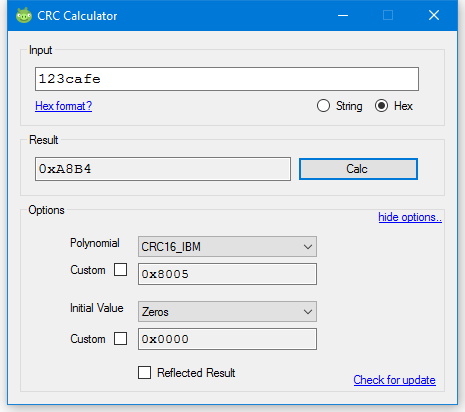 CRC Calculator
Input
123cafe
Hex format?
String
Hex
Result
0xA8B4
Calc
Options
hide options..
Polynomial
CRC16_IBM
Custom
0x8005
Initial Value
Zeros
Custom
0x0000
Reflected Result
Check for update